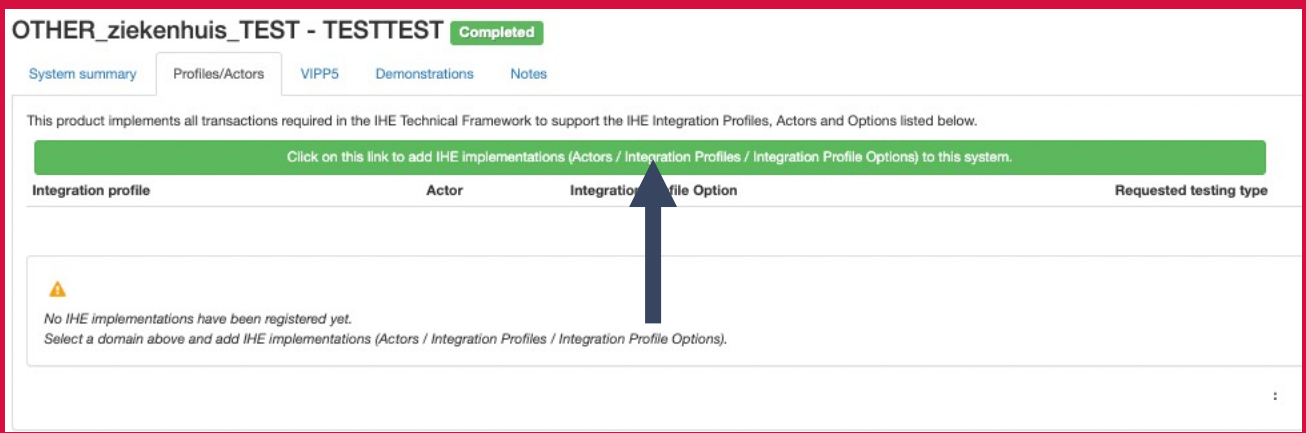 OTHER_ziekenhuis_TEST - TESTTEST Completed
System summary Profiles/Actors VIPP5 Demonstrations Notes
This product implements all transactions required in the IHE Technical Framework to support the IHE Integration Profiles, Actors and Options listed below.
Click on this link to add IHE implementations (Actors / Integration Profiles / Integration Profile Options) to this system.
Integration profile Actor Integration Profile Option Requested testing type
No IHE implementations have been registered yet.
Select a domain above and add IHE implementations (Actors / Integration Profiles / Integration Profile Options).
: